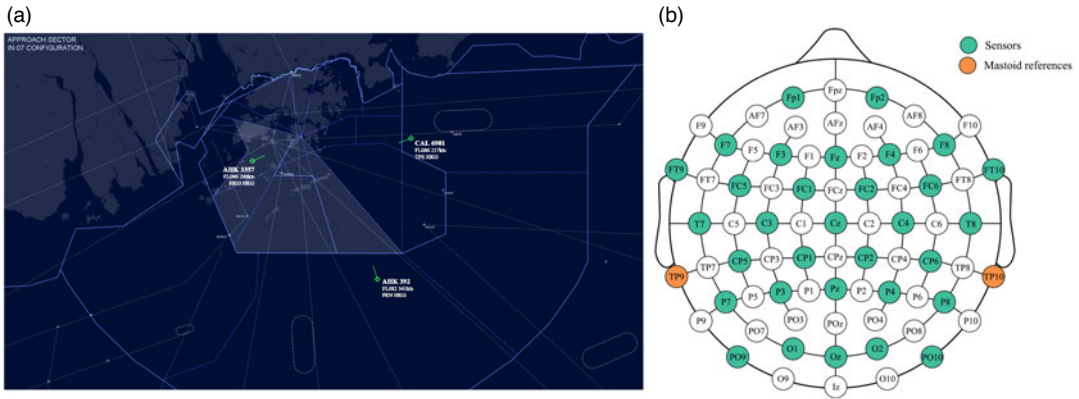 (a)
APPROACH SECTOR
IN 07 CONFIGURATION
CAL 6981
AHK 3357
AHK 392
(b)
Sensors
Mastoid references
Fp1 Fpz Fp2
AF7 AF3 AFz AF4 AF8
F9 F7 F5 F3 F1 Fz F2 F4 F6 F8 F10
FT9 FT7 FC5 FC3 FC1 FCz FC2 FC4 FC6 FT8 FT10
T7 C5 C3 C1 Cz C2 C4 C6 T8
TP9 TP7 CP5 CP3 CP1 CPz CP2 CP4 CP6 TP8 TP10
P9 P7 P5 P3 P1 Pz P2 P4 P6 P8 P10
PO9 PO7 PO3 POz PO4 PO8 PO10
O1 Oz O2
O9 Iz O10